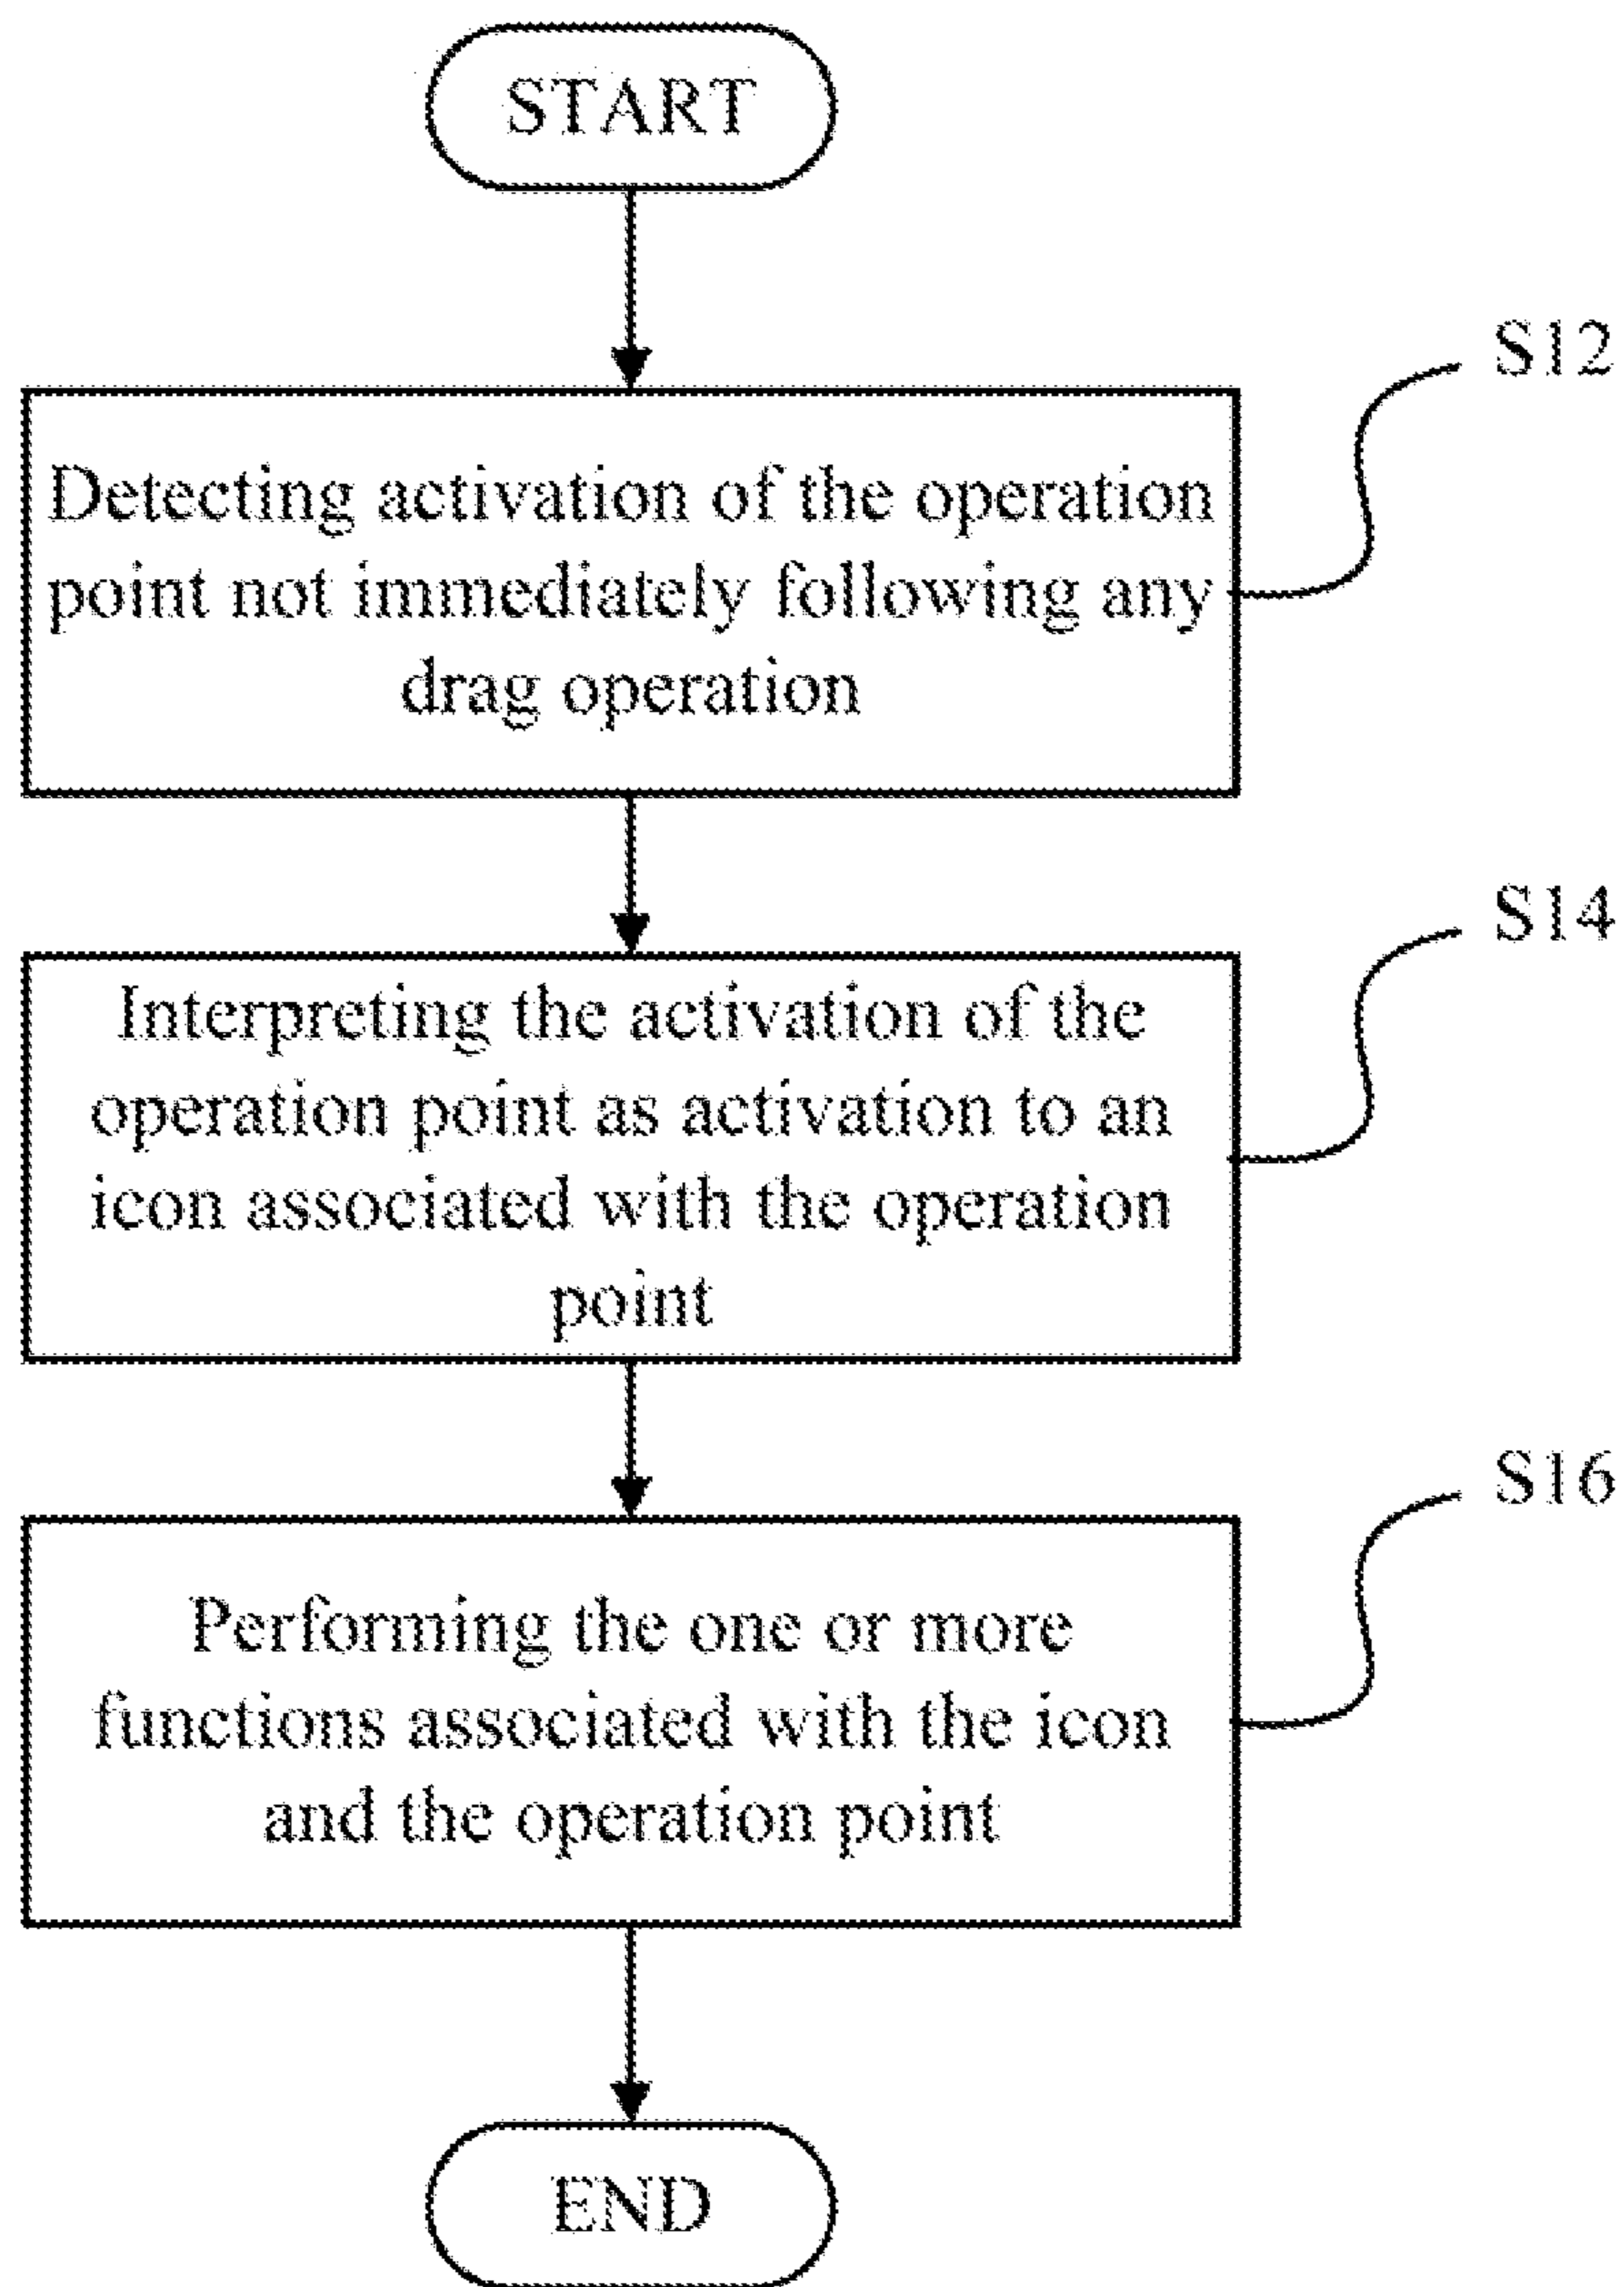 START
S12
Detecting activation of the operation
point not immediately following any
drag operation
S14
Interpreting the activation of the
operation point as activation to an
icon associated with the operation
point
S16
Performing the one or more
functions associated with the icon
and the operation point
END